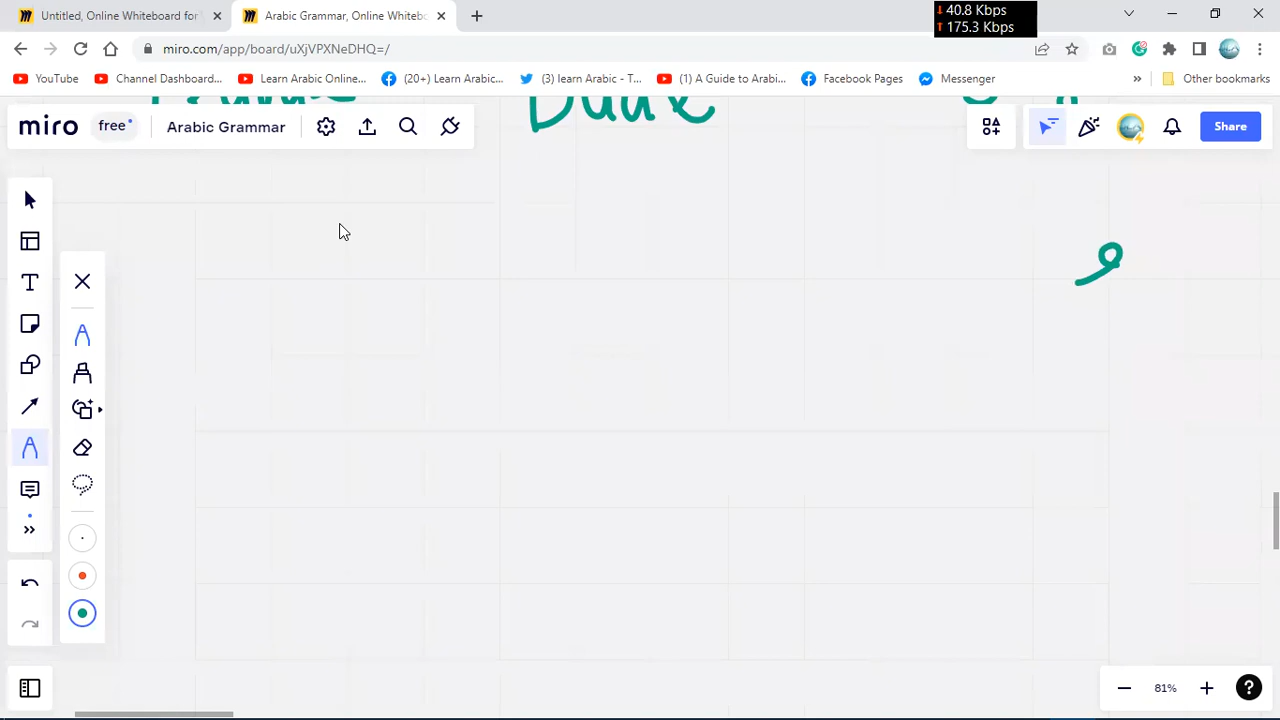 Untitled, Online Whiteboard for
Arabic Grammar, Online Whitebo
40.8 Kbps
175.3 Kbps
miro.com/app/board/uXjVPXNeDHQ=/
YouTube
Channel Dashboard...
Learn Arabic Online...
(20+) Learn Arabic...
(3) learn Arabic - T...
(1) A Guide to Arabi...
Facebook Pages
Messenger
»
Other bookmarks
Dual
miro
free
Arabic Grammar
Share
و
81%